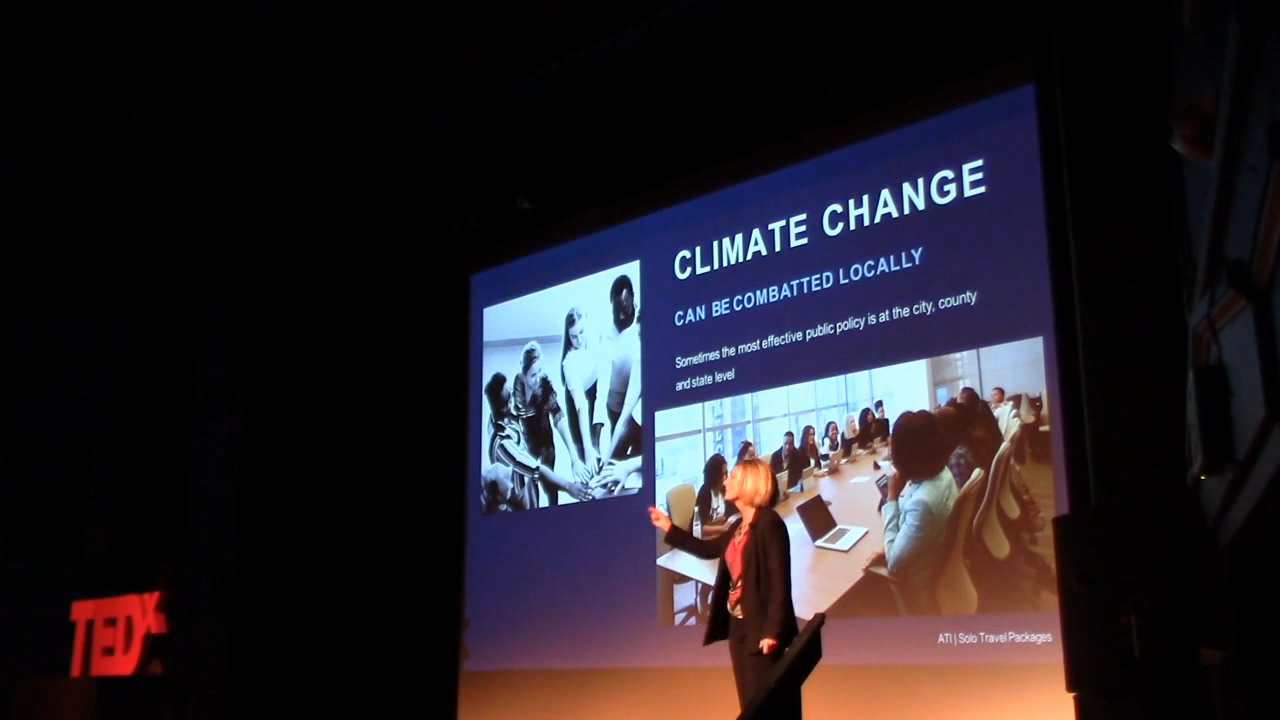 CLIMATE CHANGE
CAN BE COMBATTED LOCALLY
Sometimes the most effective public policy is at the city, county
and state level
ATI | Solo Travel Packages
TEDx